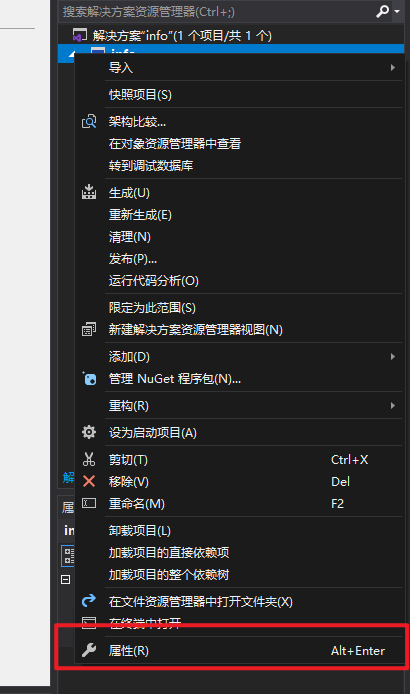 搜索解决方案资源管理器(Ctrl+;)
解决方案"info"(1 个项目/共 1 个)
info
导入
快照项目(S)
架构比较...
在对象资源管理器中查看
转到调试数据库
生成(U)
重新生成(E)
清理(N)
发布(P)...
运行代码分析(O)
限定为此范围(S)
新建解决方案资源管理器视图(N)
添加(D)
管理 NuGet 程序包(N)...
重构(R)
设为启动项目(A)
剪切(T) Ctrl+X
移除(V) Del
解
重命名(M) F2
属
in
卸载项目(L)
加载项目的直接依赖项
加载项目的整个依赖树
在文件资源管理器中打开文件夹(X)
在终端中打开
属性(R) Alt+Enter